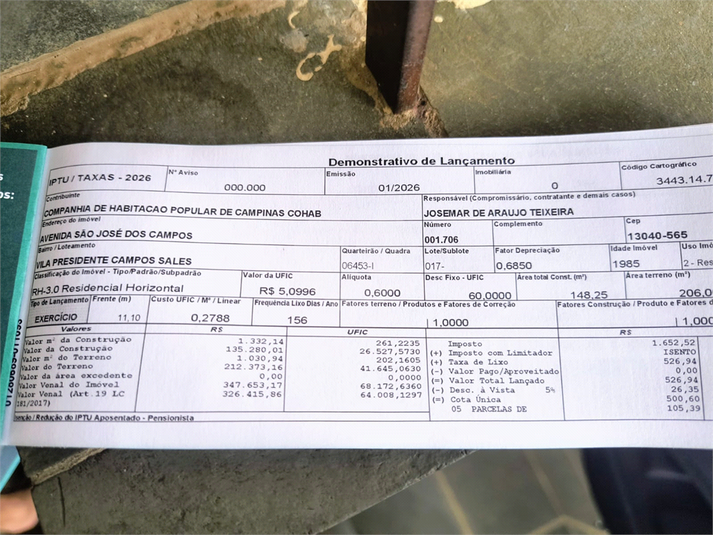 s
os:
Demonstrativo de Lançamento
IPTU / TAXAS - 2026
N° Aviso
000.000
Emissão
01/2026
Imobiliária
0
Código Cartográfico
3443.14.7
Contribuinte
COMPANHIA DE HABITACAO POPULAR DE CAMPINAS COHAB
Responsável (Compromissário, contratante e demais casos)
JOSEMAR DE ARAUJO TEIXEIRA
Endereço do imóvel
AVENIDA SÃO JOSÉ DOS CAMPOS
Número
001.706
Complemento
Cep
13040-565
Bairro / Loteamento
VILA PRESIDENTE CAMPOS SALES
Quarteirão / Quadra
06453-I
Lote/Sublote
017-
Fator Depreciação
0,6850
Idade Imóvel
1985
Uso Imó
2 - Res
Classificação do Imóvel - Tipo/Padrão/Subpadrão
RH-3.0 Residencial Horizontal
Valor da UFIC
R$ 5,0996
Alíquota
0,6000
Desc Fixo - UFIC
60,0000
Área total Const. (m²)
148,25
Área terreno (m²)
206,0
Tipo de Lançamento
EXERCÍCIO
Frente (m)
11,10
Custo UFIC / M² / Linear
0,2788
Frequência Lixo Dias / Ano
156
Fatores terreno / Produtos e Fatores de Correção
1,0000
Fatores Construção / Produto e Fatores d
1,000
Valores R$ UFIC
Valor m² da Construção 1.332,14 261,2235
Valor da Construção 135.280,01 26.527,5730
Valor m² do Terreno 1.030,94 202,1605
Valor do Terreno 212.373,16 41.645,0630
Valor da área excedente 0,00 0,0000
Valor Venal do Imóvel 347.653,17 68.172,6360
Valor Venal (Art.19 LC 326.415,86 64.008,1297
181/2017)
R$
Imposto 1.652,52
(+) Imposto com Limitador ISENTO
(+) Taxa de Lixo 526,94
(-) Valor Pago/Aproveitado 0,00
(=) Valor Total Lançado 526,94
(-) Desc. à Vista 5% 26,35
(=) Cota Única 500,60
05 PARCELAS DE 105,39
/ Redução do IPTU Aposentado - Pensionista